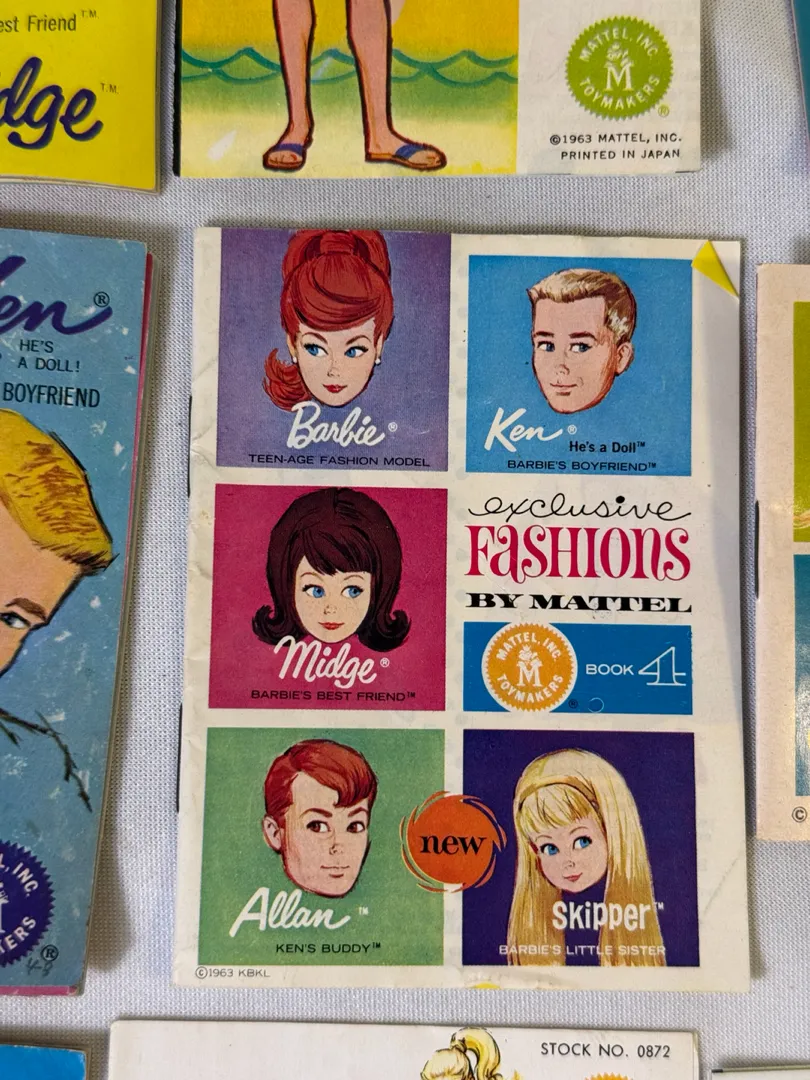 est Friend™
dge™
MATTEL, INC.
M
TOYMAKERS
®
©1963 MATTEL, INC.
PRINTED IN JAPAN
en®
HE'S
A DOLL!
BOYFRIEND
INC.
®
Barbie®
TEEN-AGE FASHION MODEL
Ken® He's a Doll™
BARBIE'S BOYFRIEND™
exclusive
FASHIONS
BY MATTEL
MATTEL, INC.
M
TOYMAKERS
®
BOOK 4
Midge®
BARBIE'S BEST FRIEND™
new
Allan™
KEN'S BUDDY™
Skipper™
BARBIE'S LITTLE SISTER
©1963 KBKL
©
STOCK NO. 0872